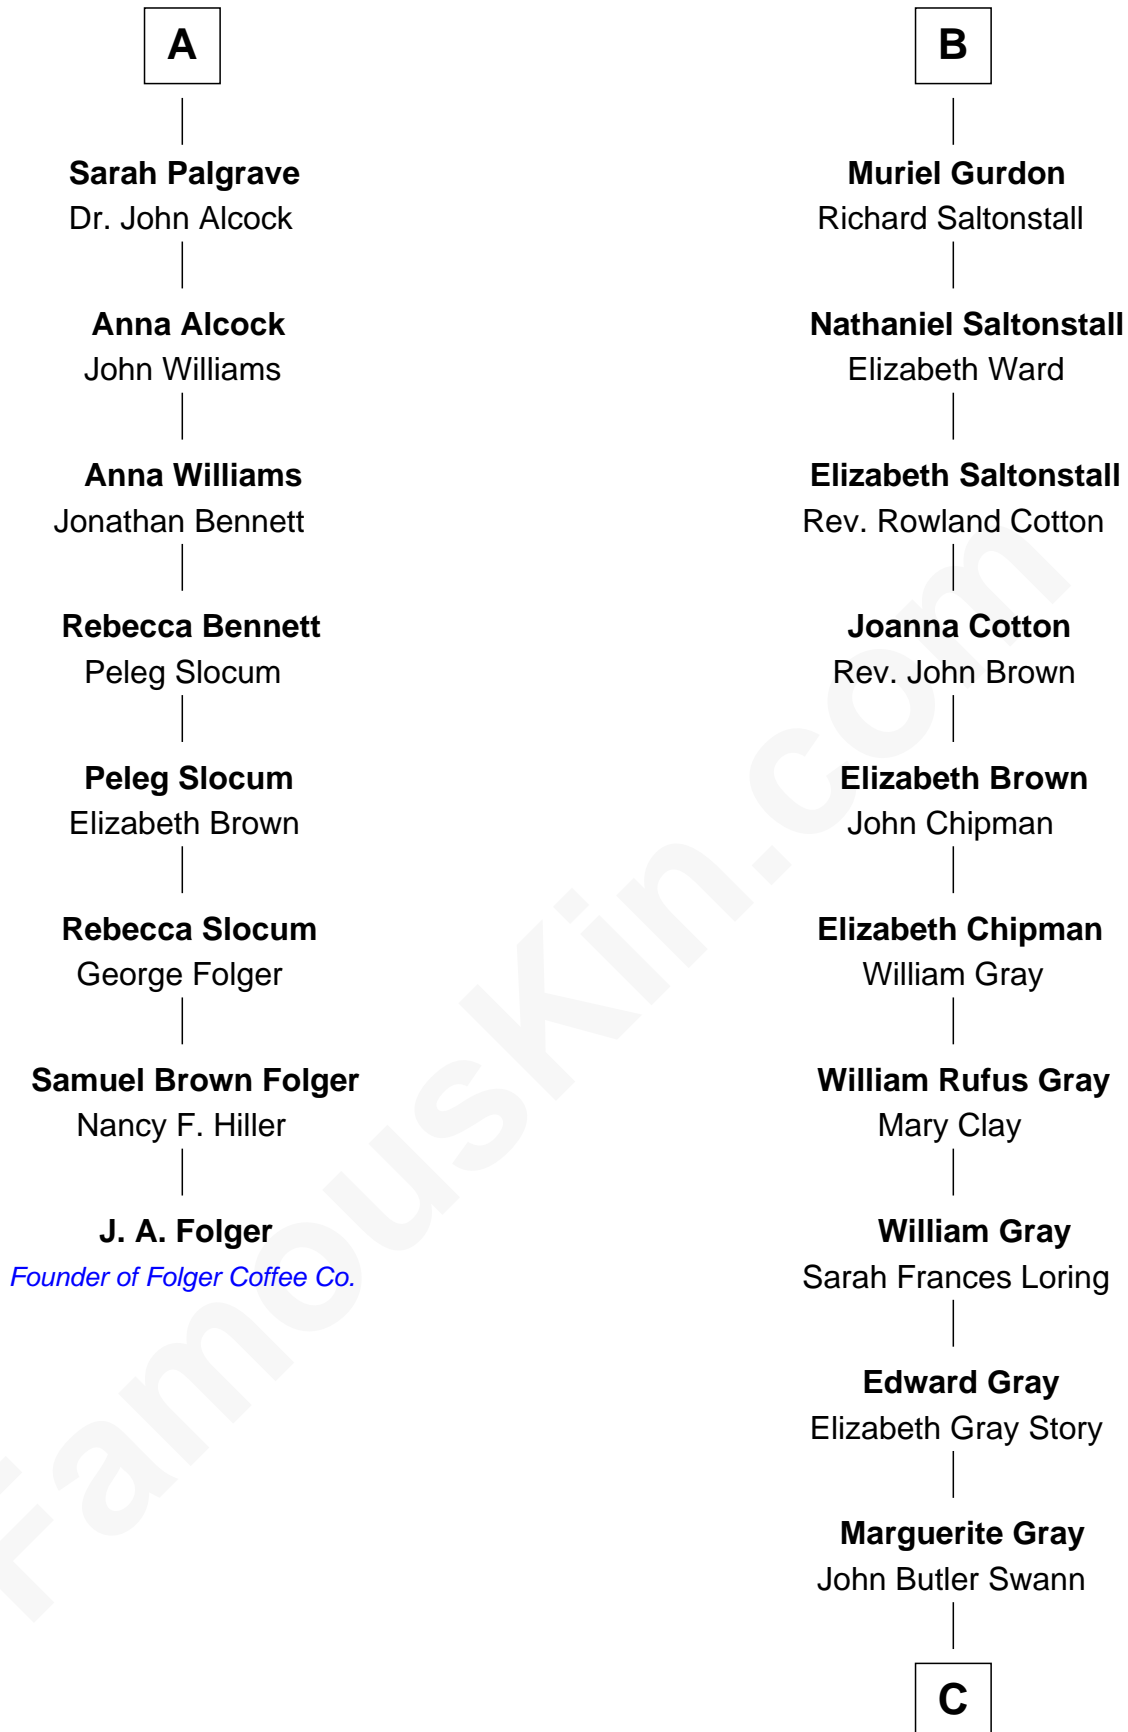 A
Sarah Palgrave
Dr. John Alcock
Anna Alcock
John Williams
Anna Williams
Jonathan Bennett
Rebecca Bennett
Peleg Slocum
Peleg Slocum
Elizabeth Brown
Rebecca Slocum
George Folger
Samuel Brown Folger
Nancy F. Hiller
J. A. Folger
Founder of Folger Coffee Co.
B
Muriel Gurdon
Richard Saltonstall
Nathaniel Saltonstall
Elizabeth Ward
Elizabeth Saltonstall
Rev. Rowland Cotton
Joanna Cotton
Rev. John Brown
Elizabeth Brown
John Chipman
Elizabeth Chipman
William Gray
William Rufus Gray
Mary Clay
William Gray
Sarah Frances Loring
Edward Gray
Elizabeth Gray Story
Marguerite Gray
John Butler Swann
C
FamousKin.com